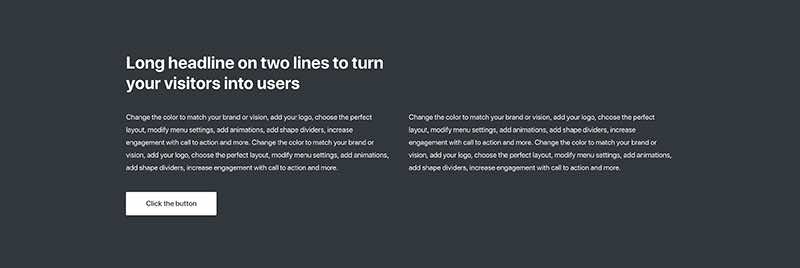 Long headline on two lines to turn
your visitors into users
Change the color to match your brand or vision, add your logo, choose the perfect
layout, modify menu settings, add animations, add shape dividers, increase
engagement with call to action and more. Change the color to match your brand or
vision, add your logo, choose the perfect layout, modify menu settings, add animations,
add shape dividers, increase engagement with call to action and more.
Change the color to match your brand or vision, add your logo, choose the perfect
layout, modify menu settings, add animations, add shape dividers, increase
engagement with call to action and more. Change the color to match your brand or
vision, add your logo, choose the perfect layout, modify menu settings, add animations,
add shape dividers, increase engagement with call to action and more.
Click the button